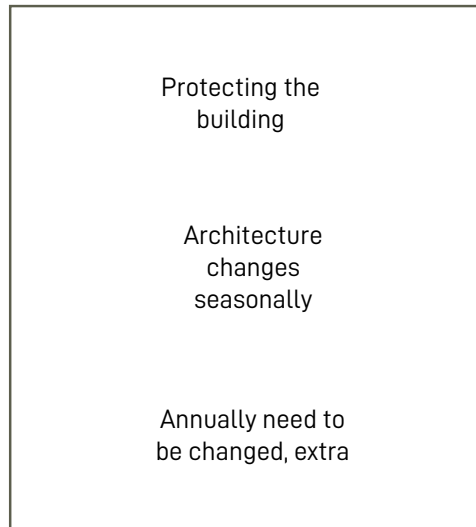 Protecting the
building
Architecture
changes
seasonally
Annually need to
be changed, extra